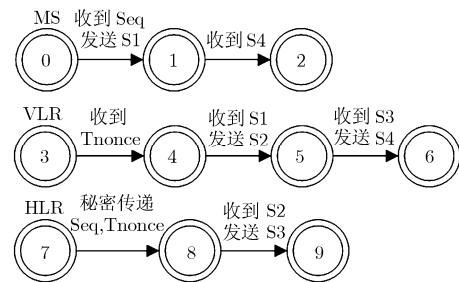 MS
收到 Seq
发送 S1
收到 S4
0
1
2
VLR
收到
Tnonce
收到 S1
发送 S2
收到 S3
发送 S4
3
4
5
6
HLR
秘密传递
Seq,Tnonce
收到 S2
发送 S3
7
8
9